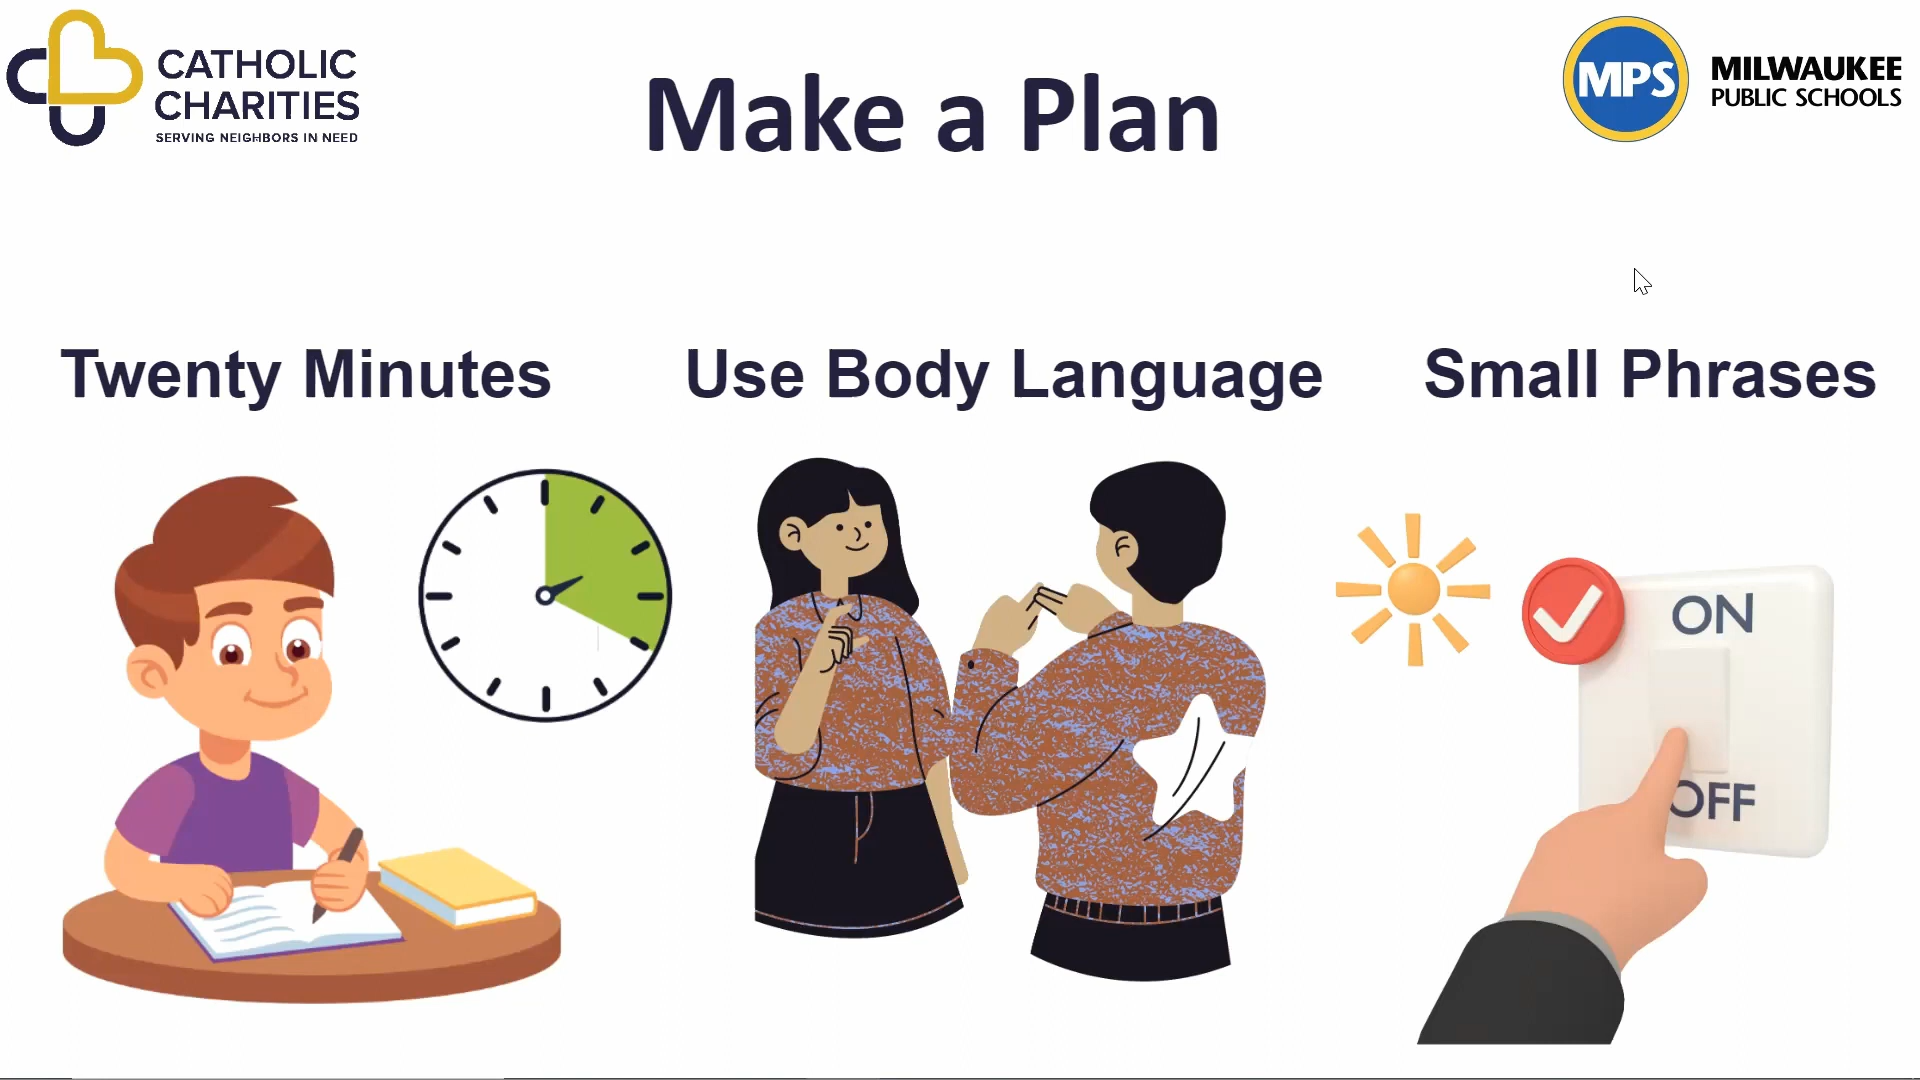 CATHOLIC
CHARITIES
SERVING NEIGHBORS IN NEED
Make a Plan
MPS
MILWAUKEE
PUBLIC SCHOOLS
Twenty Minutes
Use Body Language
Small Phrases
ON
OFF